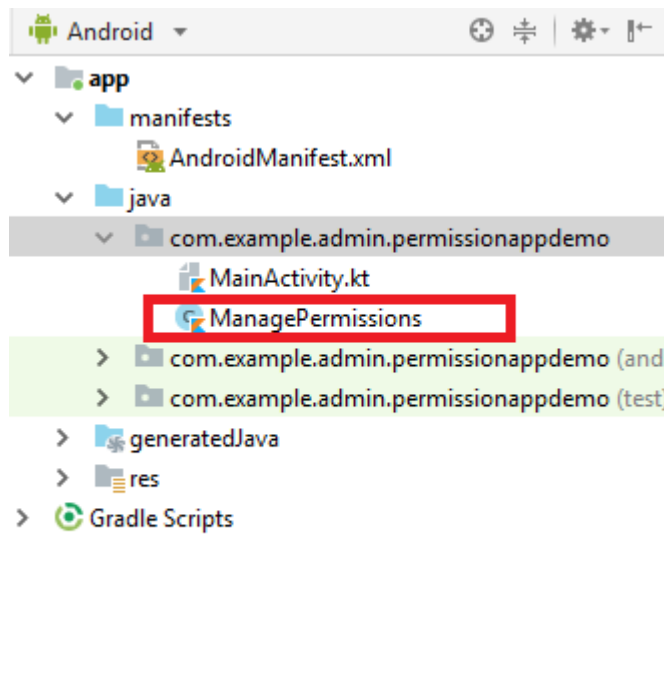 Android
app
manifests
AndroidManifest.xml
java
com.example.admin.permissionappdemo
MainActivity.kt
ManagePermissions
com.example.admin.permissionappdemo (and
com.example.admin.permissionappdemo (test)
generatedJava
res
Gradle Scripts